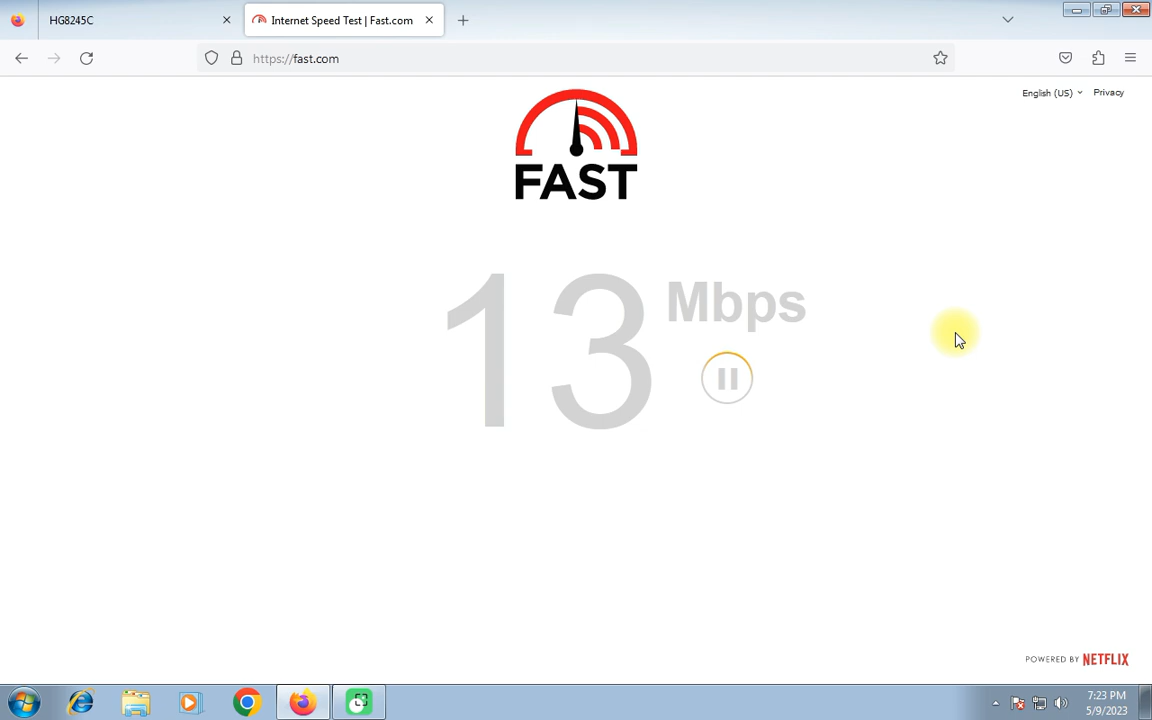 HG8245C
Internet Speed Test | Fast.com
https://fast.com
English (US)
Privacy
FAST
13 Mbps
POWERED BY NETFLIX
7:23 PM
5/9/2023